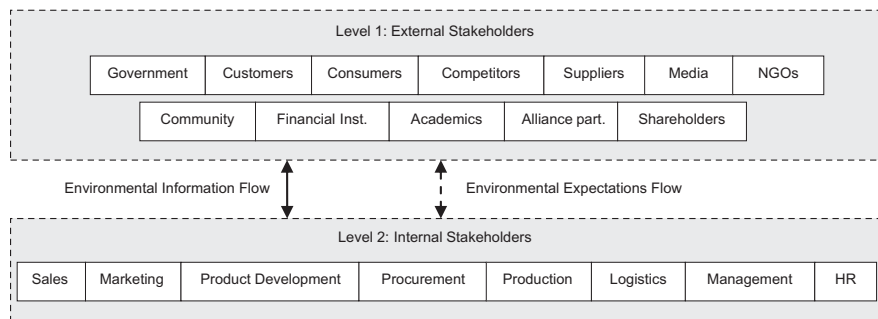 Level 1: External Stakeholders
Government Customers Consumers Competitors Suppliers Media NGOs
Community Financial Inst. Academics Alliance part. Shareholders
Environmental Information Flow Environmental Expectations Flow
Level 2: Internal Stakeholders
Sales Marketing Product Development Procurement Production Logistics Management HR